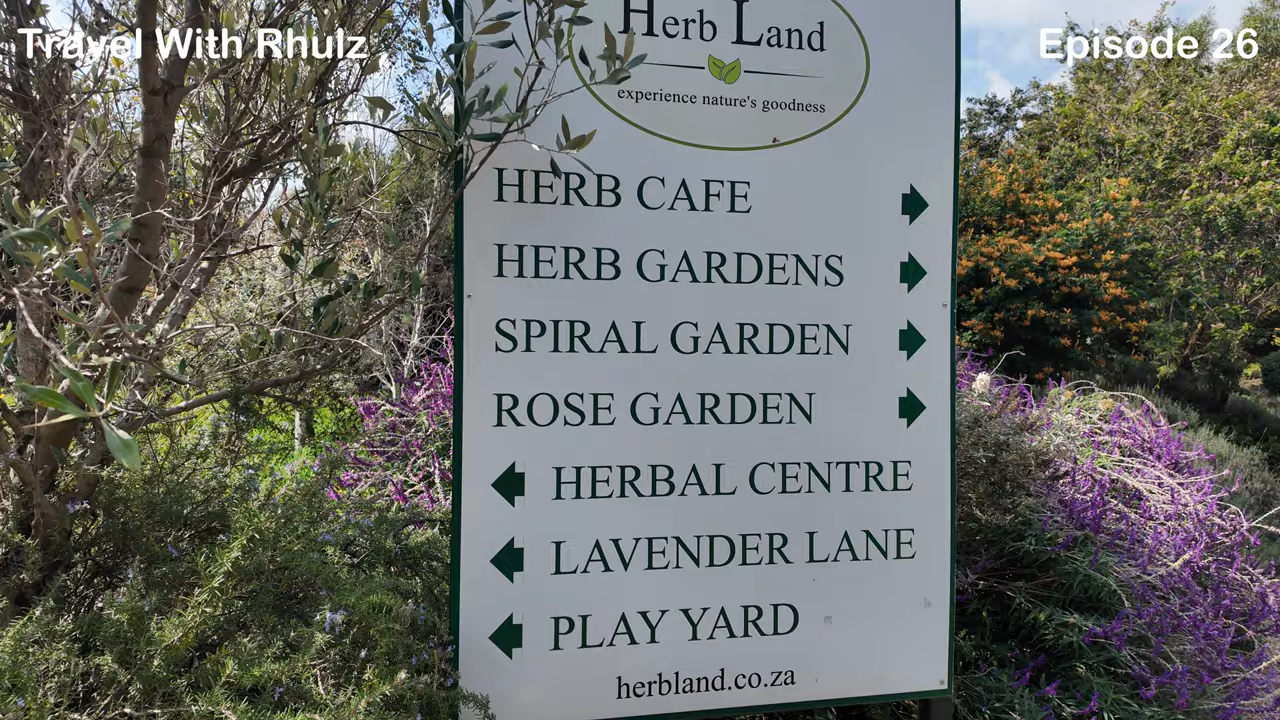 Travel With Rhulz
Episode 26
Herb Land
experience nature's goodness
HERB CAFE
HERB GARDENS
SPIRAL GARDEN
ROSE GARDEN
HERBAL CENTRE
LAVENDER LANE
PLAY YARD
herbland.co.za